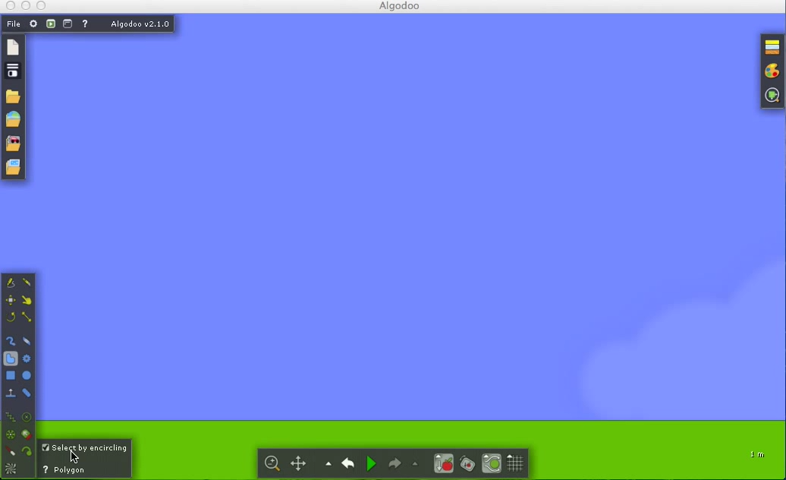 Algodoo
File ? Algodoo v2.1.0
Select by encircling
? Polygon
1 m